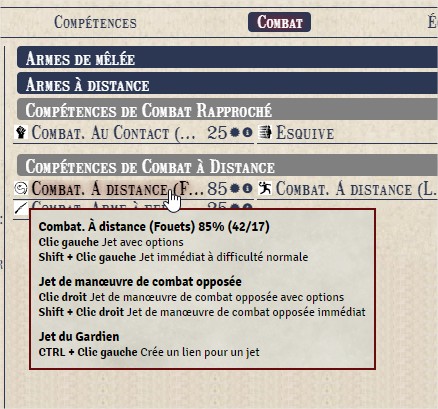 Compétences Combat É
Armes de mêlée
Armes à distance
Compétences de Combat Rapproché
Combat. Au Contact (... 25 Esquive
Compétences de Combat à Distance
Combat. À distance (F... 85 Combat. À distance (L.
Combat. Arme à feu
Combat. À distance (Fouets) 85% (42/17)
Clic gauche Jet avec options
Shift + Clic gauche Jet immédiat à difficulté normale
Jet de manœuvre de combat opposée
Clic droit Jet de manœuvre de combat opposée avec options
Shift + Clic droit Jet de manœuvre de combat opposée immédiat
Jet du Gardien
CTRL + Clic gauche Crée un lien pour un jet